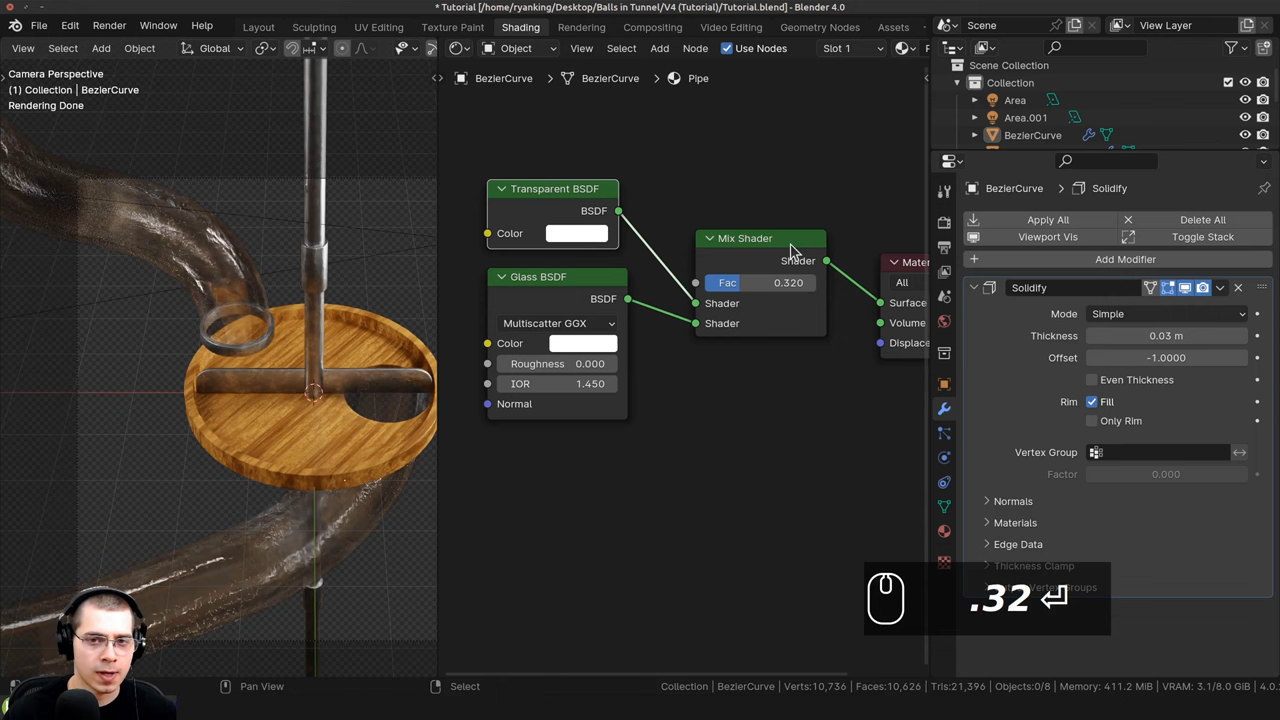 * Tutorial [/home/ryanking/Desktop/Balls in Tunnel/V4 (Tutorial)/Tutorial.blend] - Blender 4.0
File Edit Render Window Help Layout Modeling Sculpting UV Editing Texture Paint Shading Animation Rendering Compositing Video Editing Geometry Nodes Assets Scene View Layer
View Select Add Object Global Object View Select Add Node Use Nodes Slot 1
Camera Perspective
(1) Collection | BezierCurve
Rendering Done
BezierCurve BezierCurve Pipe
Scene Collection
Collection
Area
Area.001
BezierCurve
Transparent BSDF
BSDF
Color
Glass BSDF
BSDF
Multiscatter GGX
Color
Roughness 0.000
IOR 1.450
Normal
Mix Shader
Shader
Fac 0.320
Shader
Shader
All
Surface
Volume
BezierCurve Solidify
Apply All Delete All
Viewport Vis Toggle Stack
Add Modifier
Solidify
Mode Simple
Thickness 0.03 m
Offset -1.0000
Even Thickness
Rim Fill
Only Rim
Vertex Group
Factor 0.000
Normals
Materials
Edge Data
Thickness Clamp
.32 ⏎
Pan View Select Collection | BezierCurve | Verts:10,736 | Faces:10,626 | Tris:21,396 | Objects:0/8 | Memory: 411.2 MiB | VRAM: 3.1/8.0 GiB |